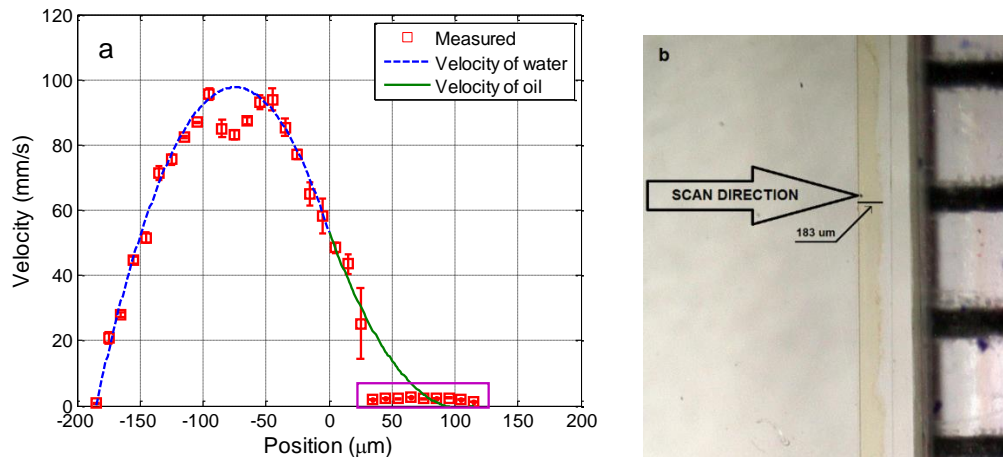 a
Measured
Velocity of water
Velocity of oil
Velocity (mm/s)
120
100
80
60
40
20
0
-200 -150 -100 -50 0 50 100 150 200
Position (μm)
b
SCAN DIRECTION
183 um